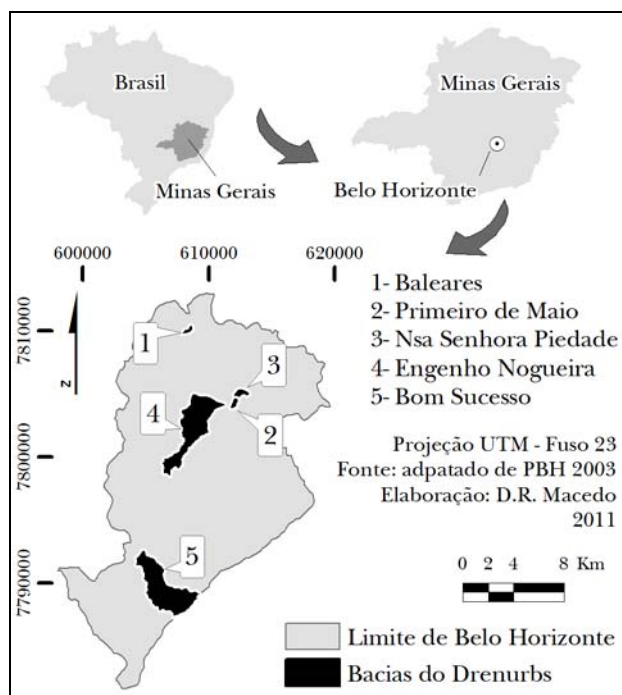 Brasil
Minas Gerais
Minas Gerais
Belo Horizonte
600000
610000
620000
7810000
7800000
7790000
N
1- Baleares
2- Primeiro de Maio
3- Nsa Senhora Piedade
4- Engenho Nogueira
5- Bom Sucesso
1
3
4
2
5
Projeção UTM - Fuso 23
Fonte: adpatado de PBH 2003
Elaboração: D.R. Macedo
2011
0 2 4 8 Km
Limite de Belo Horizonte
Bacias do Drenurbs